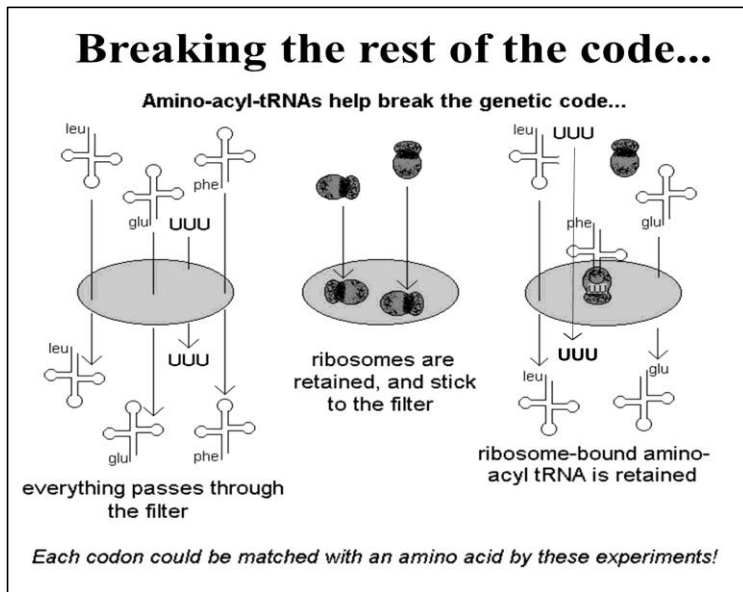 Breaking the rest of the code...
Amino-acyl-tRNAs help break the genetic code...
leu
phe
glu
UUU
leu
UUU
glu
phe
everything passes through
the filter
ribosomes are
retained, and stick
to the filter
leu
UUU
phe
glu
UUU
UUU
leu
glu
ribosome-bound amino-
acyl tRNA is retained
Each codon could be matched with an amino acid by these experiments!